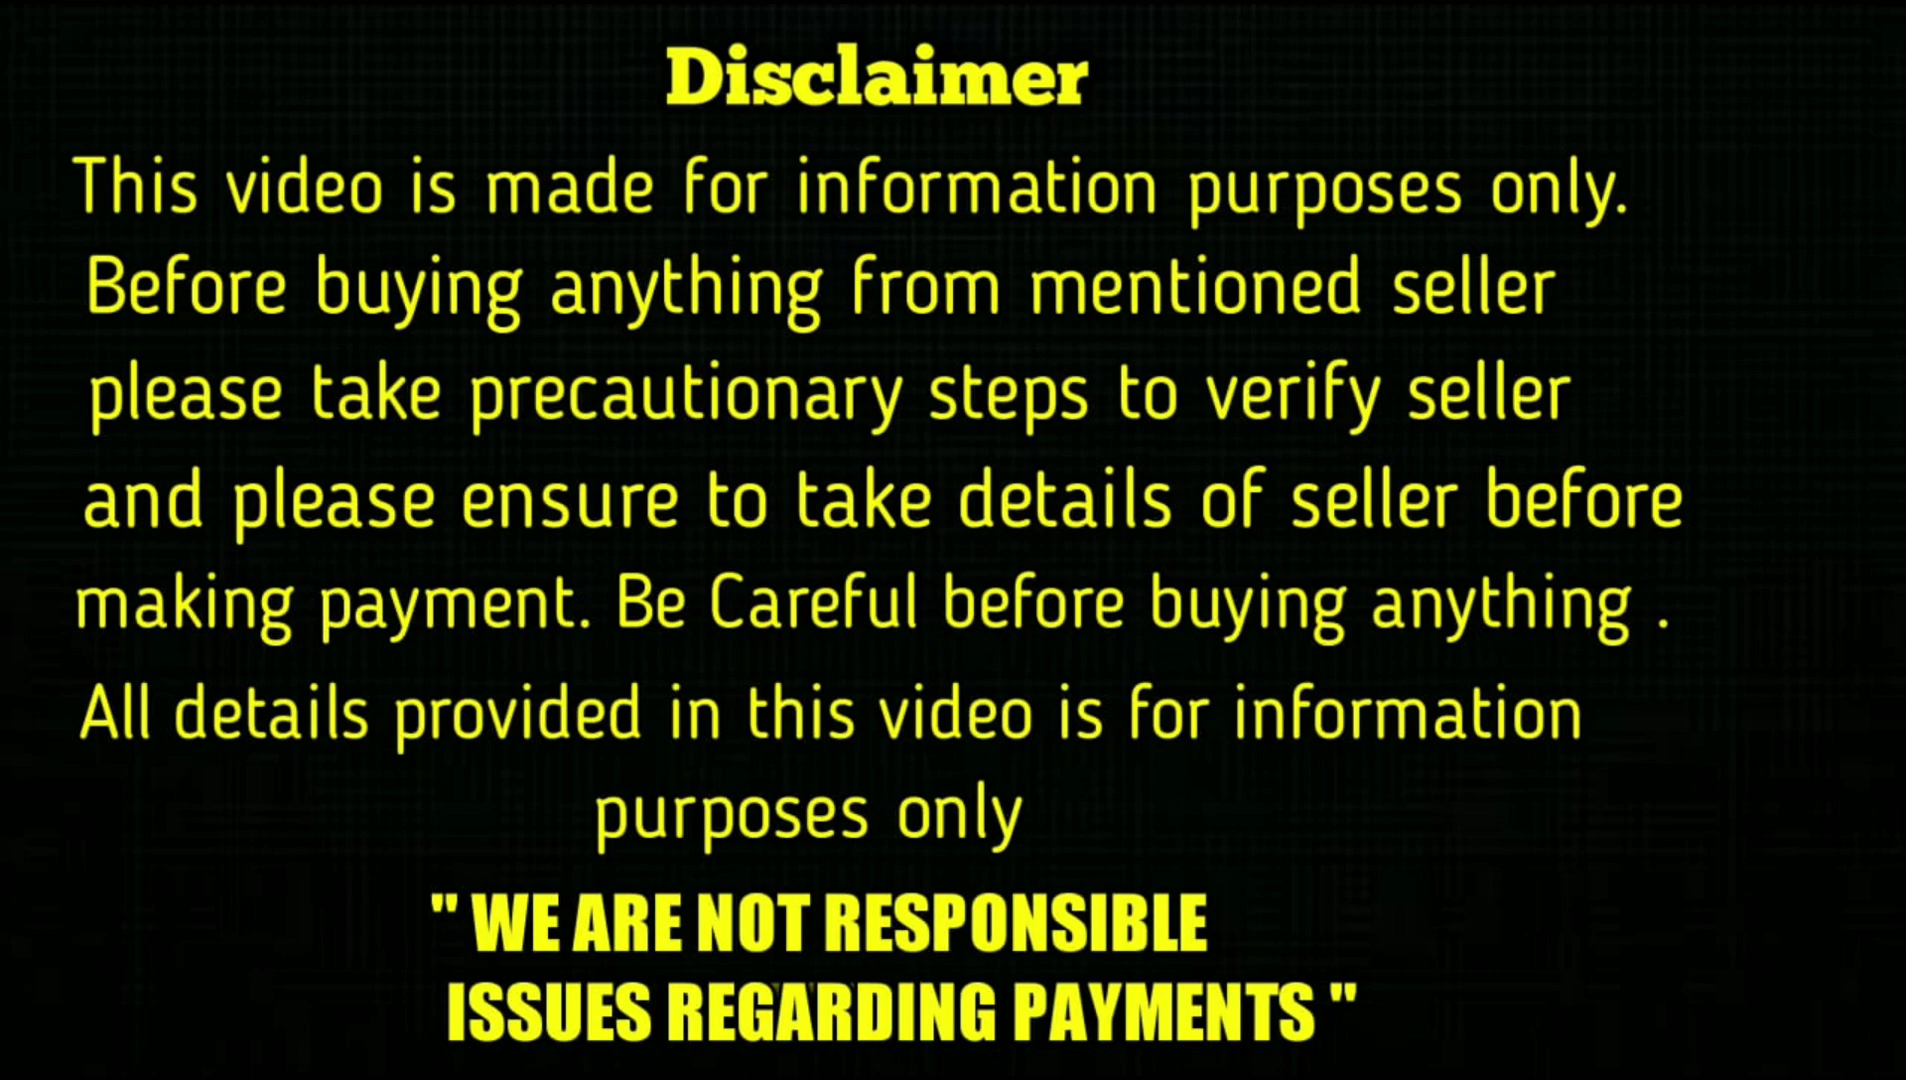 Disclaimer
This video is made for information purposes only.
Before buying anything from mentioned seller
please take precautionary steps to verify seller
and please ensure to take details of seller before
making payment. Be Careful before buying anything .
All details provided in this video is for information
purposes only
" WE ARE NOT RESPONSIBLE
ISSUES REGARDING PAYMENTS "